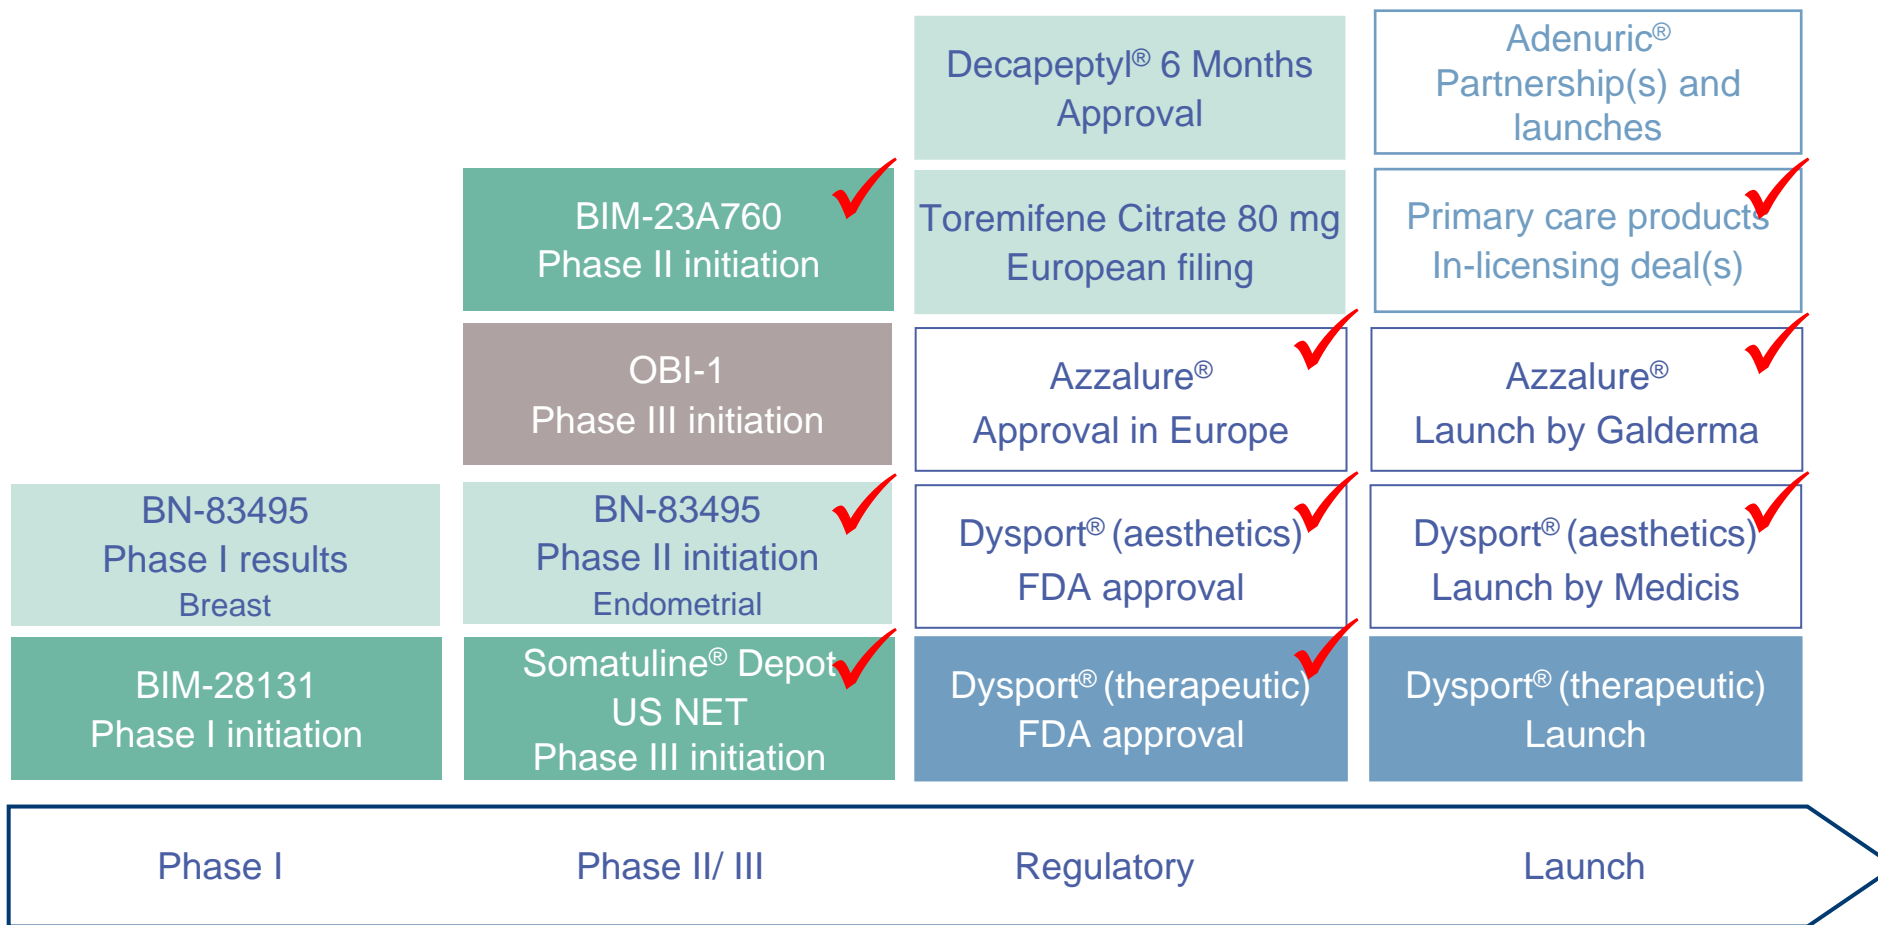 Decapeptyl® 6 Months
Approval
Adenuric®
Partnership(s) and
launches
BIM-23A760
Phase II initiation
Toremifene Citrate 80 mg
European filing
Primary care products
In-licensing deal(s)
OBI-1
Phase III initiation
Azzalure®
Approval in Europe
Azzalure®
Launch by Galderma
BN-83495
Phase I results
Breast
BN-83495
Phase II initiation
Endometrial
Dysport® (aesthetics)
FDA approval
Dysport® (aesthetics)
Launch by Medicis
BIM-28131
Phase I initiation
Somatuline® Depot
US NET
Phase III initiation
Dysport® (therapeutic)
FDA approval
Dysport® (therapeutic)
Launch
Phase I
Phase II/ III
Regulatory
Launch